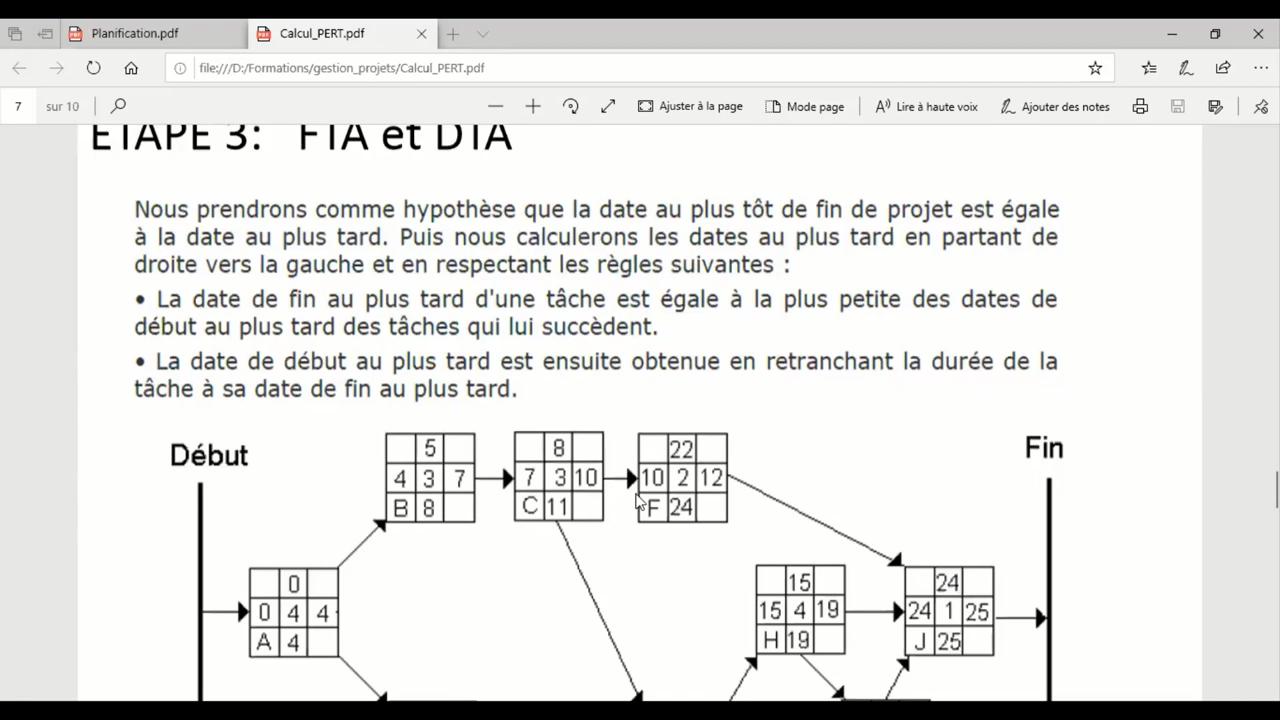 Planification.pdf
Calcul_PERT.pdf
file:///D:/Formations/gestion_projets/Calcul_PERT.pdf
7 sur 10
Ajuster à la page
Mode page
Lire à haute voix
Ajouter des notes
ETAPE 3: FTA et DTA
Nous prendrons comme hypothèse que la date au plus tôt de fin de projet est égale
à la date au plus tard. Puis nous calculerons les dates au plus tard en partant de
droite vers la gauche et en respectant les règles suivantes :
• La date de fin au plus tard d'une tâche est égale à la plus petite des dates de
début au plus tard des tâches qui lui succèdent.
• La date de début au plus tard est ensuite obtenue en retranchant la durée de la
tâche à sa date de fin au plus tard.
Début
Fin
5
4 3 7
B 8
8
7 3 10
C 11
22
10 2 12
F 24
0
0 4 4
A 4
15
15 4 19
H 19
24
24 1 25
J 25